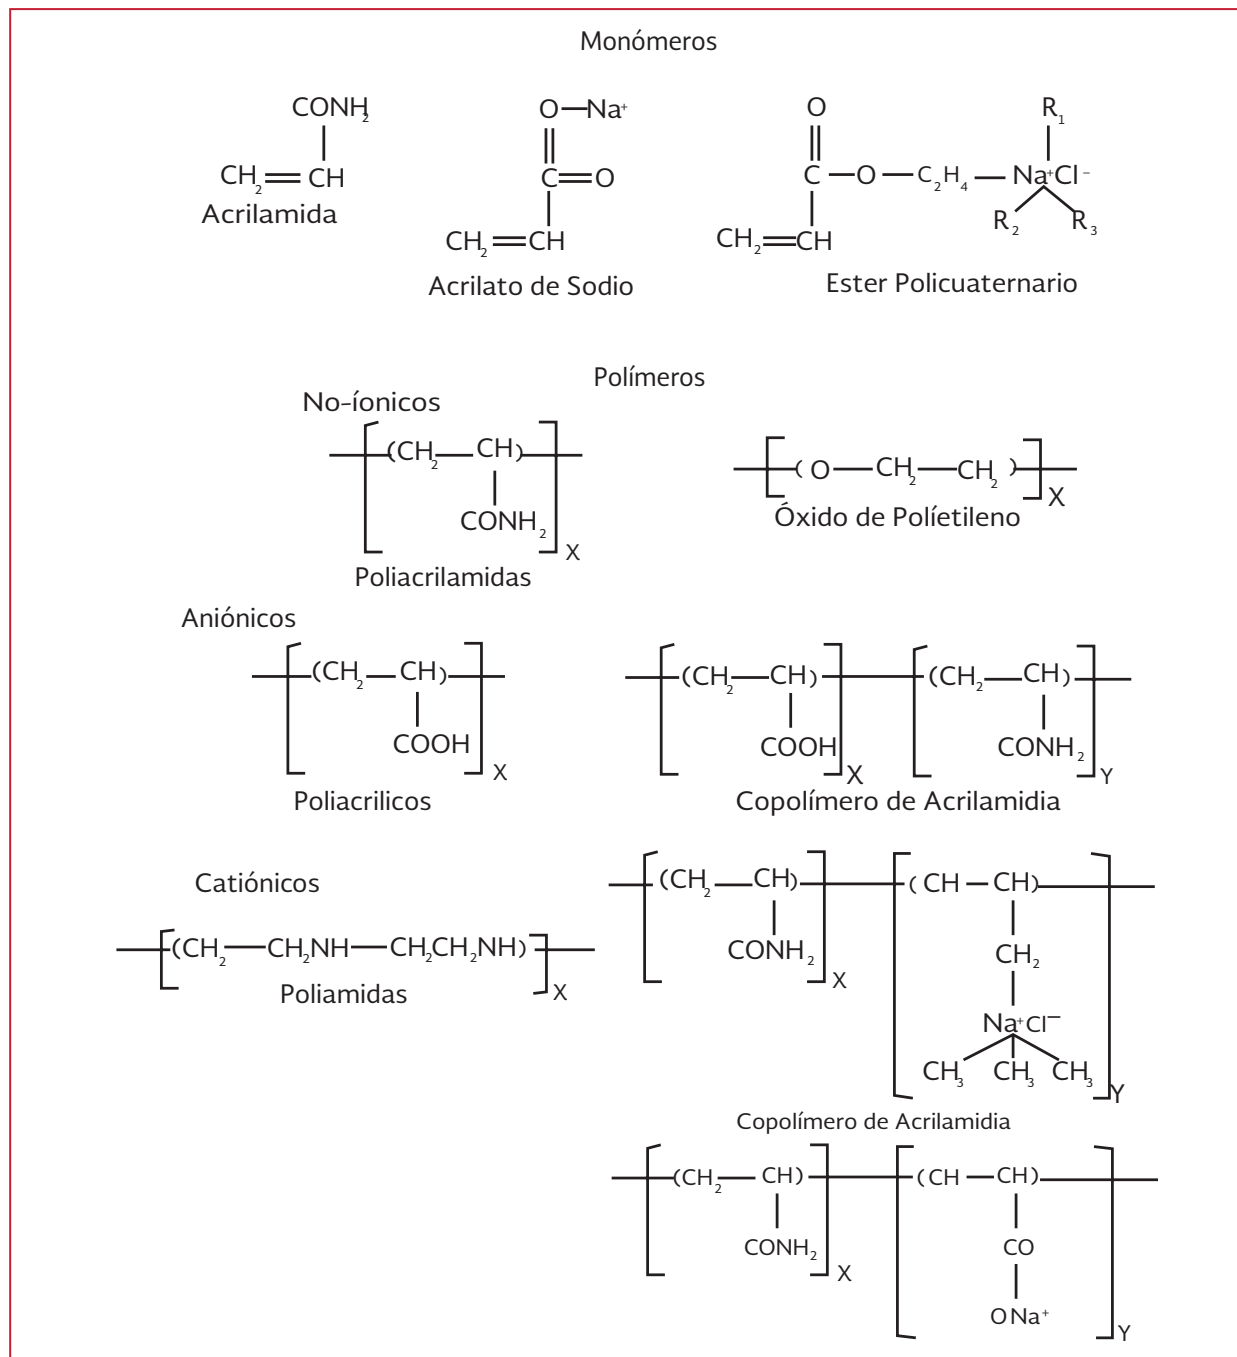 Monómeros
CONH2
CH2 CH
Acrilamida
O Na+
C O
CH2 CH
Acrilato de Sodio
O R1
C O C2H4 Na+Cl-
R2 R3
CH2 CH
Ester Policuaternario
Polímeros
No-íonicos
(CH2 CH)
CONH2
X
Poliacrilamidas
( O CH2 CH2 )
X
Óxido de Políetileno
Aniónicos
(CH2 CH)
COOH
X
Poliacrilicos
(CH2 CH) (CH2 CH)
COOH CONH2
X Y
Copolímero de Acrilamidia
Catiónicos
(CH2 CH2NH CH2CH2NH)
X
Poliamidas
(CH2 CH) (CH CH)
CONH2 CH2
X
Na+Cl–
CH3 CH3 CH3
Y
Copolímero de Acrilamidia
(CH2 CH) (CH CH)
CONH2 CO
X
ONa+
Y